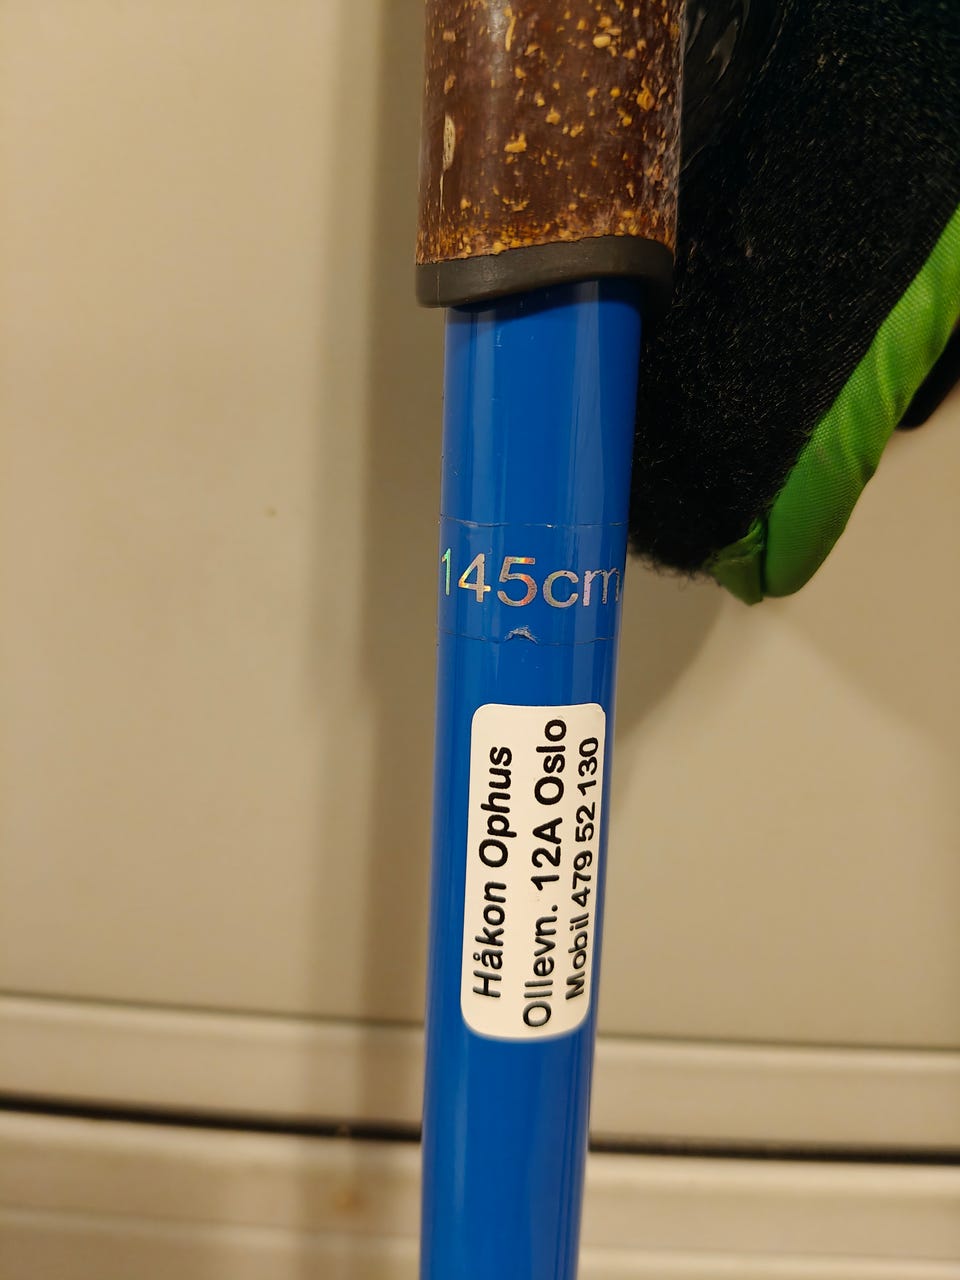 145cm
Håkon Ophus
Ollevn. 12A Oslo
Mobil 479 52 130